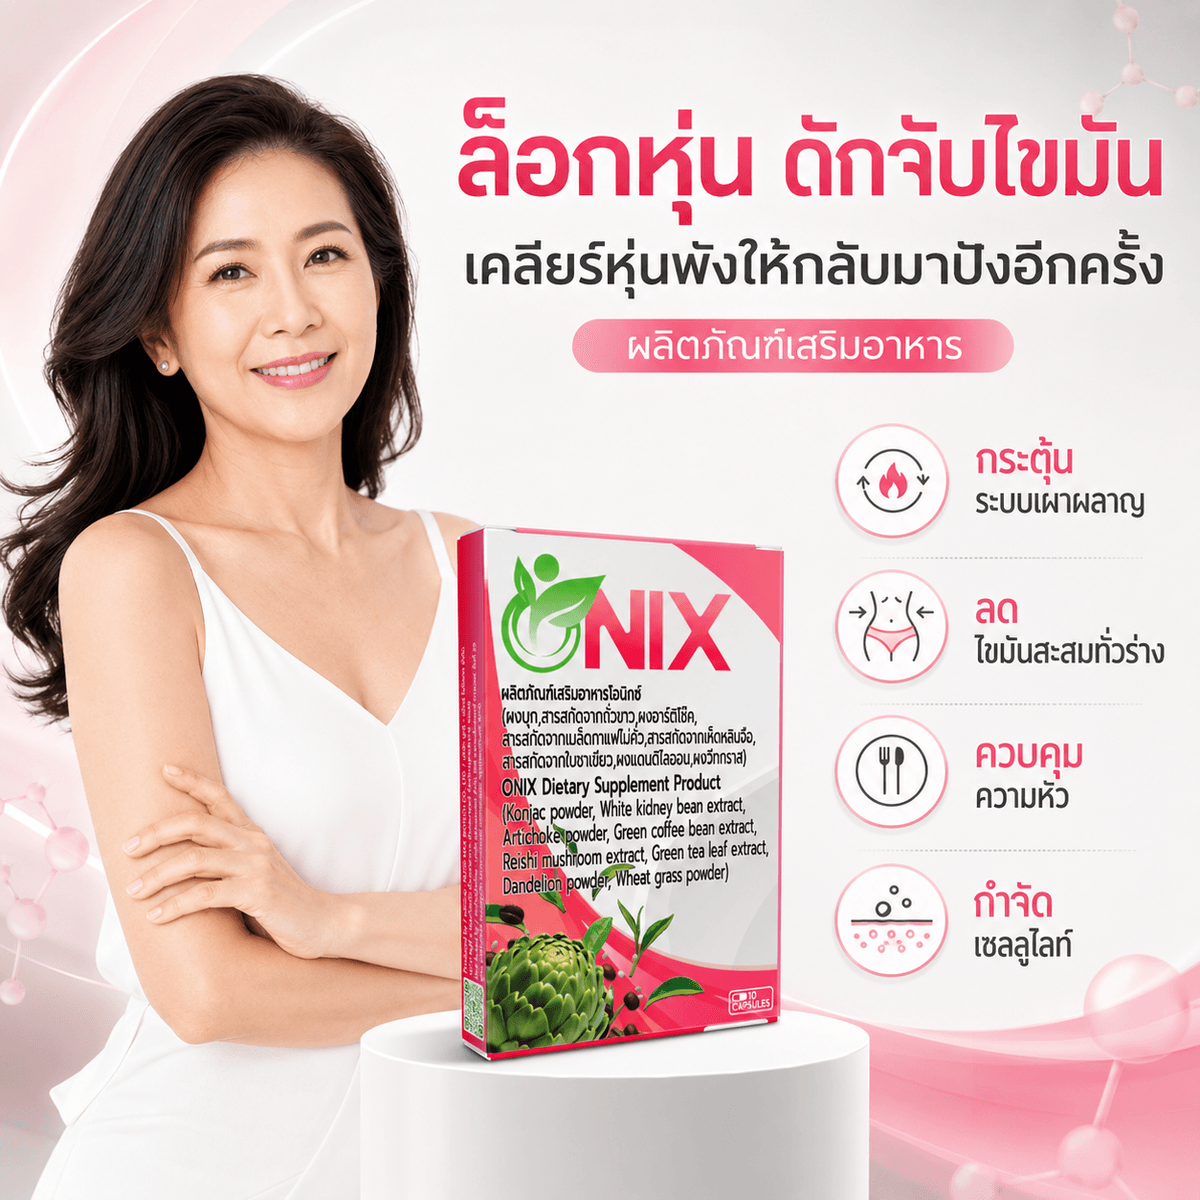 ล็อกหุ่น ดักจับไขมัน
เคลียร์หุ่นพังให้กลับมาปังอีกครั้ง
ผลิตภัณฑ์เสริมอาหาร
กระตุ้น
ระบบเผาผลาญ
ลด
ไขมันสะสมทั่วร่าง
ควบคุม
ความหิว
กำจัด
เซลลูไลท์
ONIX
ผลิตภัณฑ์เสริมอาหารโอนิกซ์
(ผงบุก,สารสกัดจากถั่วขาว,ผงอาร์ติโช๊ค,
สารสกัดจากเมล็ดกาแฟไม่คั่ว,สารสกัดจากเห็ดหลินจือ,
สารสกัดจากใบชาเขียว,ผงแดนดิไลออน,ผงวีทกราส)
ONIX Dietary Supplement Product
(Konjac powder, White kidney bean extract,
Artichoke powder, Green coffee bean extract,
Reishi mushroom extract, Green tea leaf extract,
Dandelion powder, Wheat grass powder)
10
CAPSULES